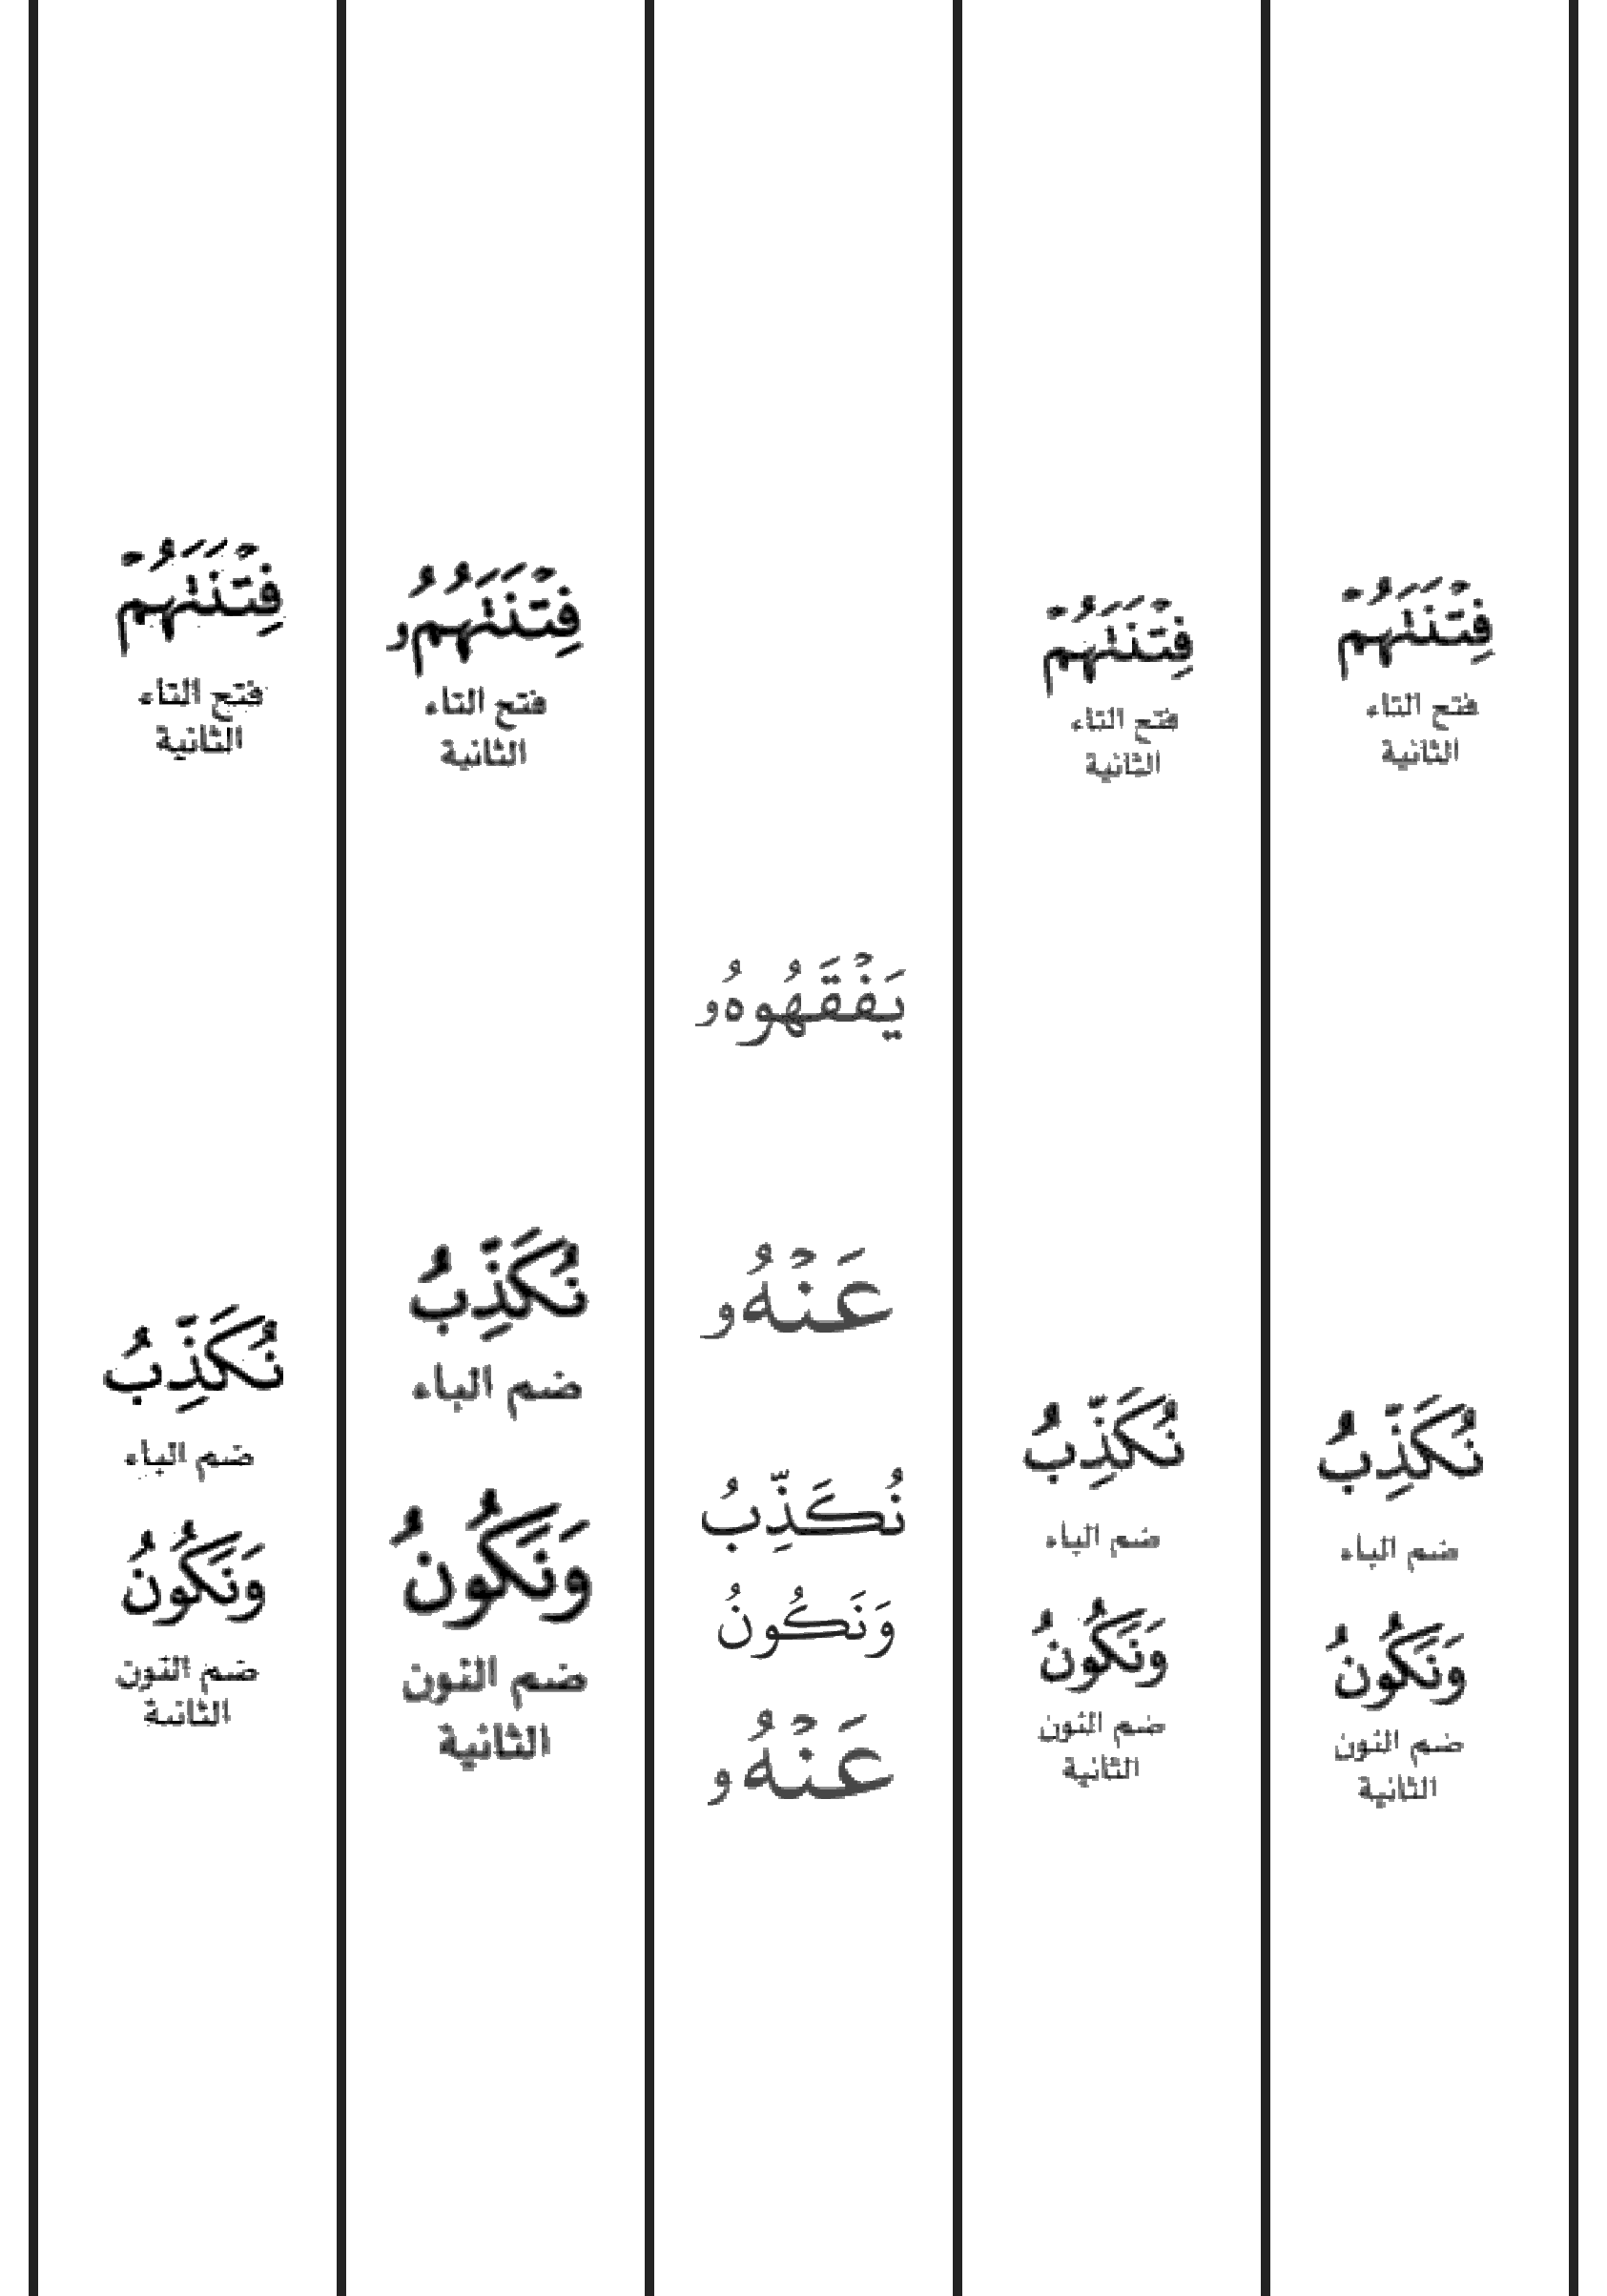 فِتۡنَتَهُمۡ
فتح التاء
الثانية
نُكَذِّبُ
ضم الباء
وَنَكُونُ
ضم النون
الثانية
فِتۡنَتَهُمۡ
فتح التاء
الثانية
نُكَذِّبُ
ضم الباء
وَنَكُونُ
ضم النون
الثانية
يَفۡقَهُوهُۥ
عَنۡهُۥ
نُكَذِّبُ
وَنَكُونُ
عَنۡهُۥ
فِتۡنَتَهُمُۥ
فتح التاء
الثانية
نُكَذِّبُ
ضم الباء
وَنَكُونُ
ضم النون
الثانية
فِتۡنَتَهُمۡ
فتح التاء
الثانية
نُكَذِّبُ
ضم الباء
وَنَكُونُ
ضم النون
الثانية